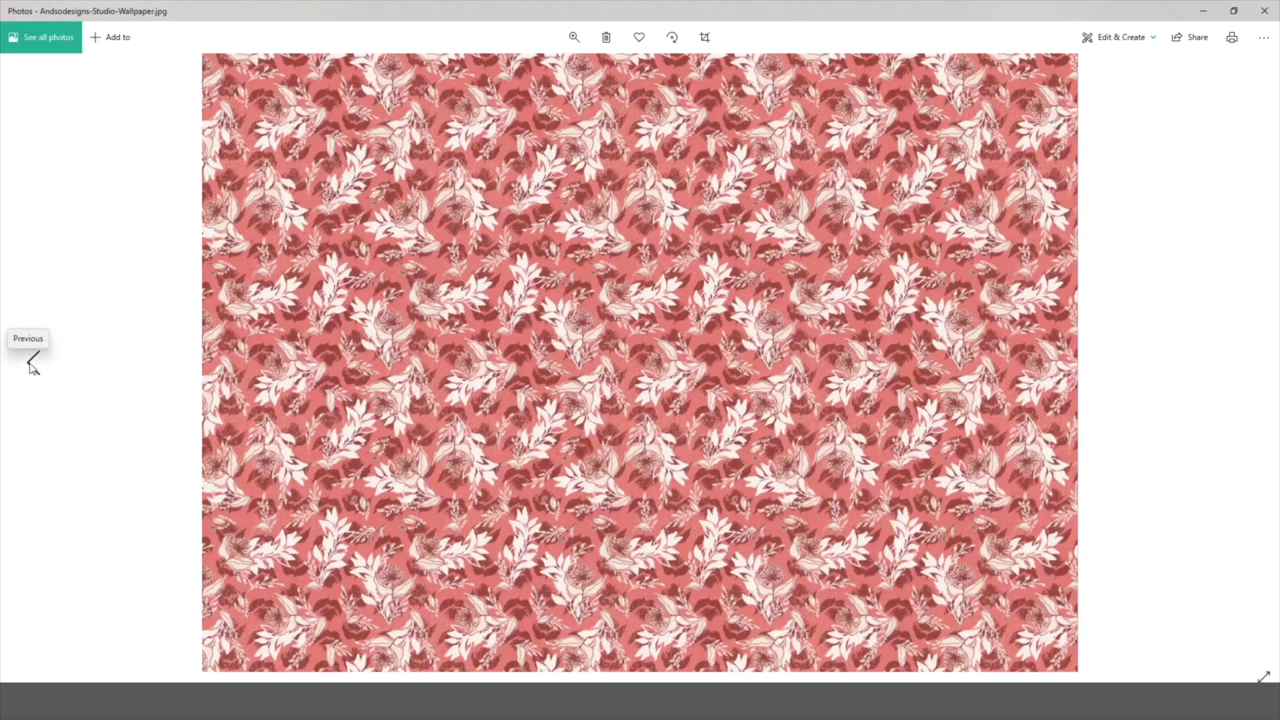 Photos - Andsodesigns-Studio-Wallpaper.jpg
See all photos
Add to
Edit & Create
Share
Previous